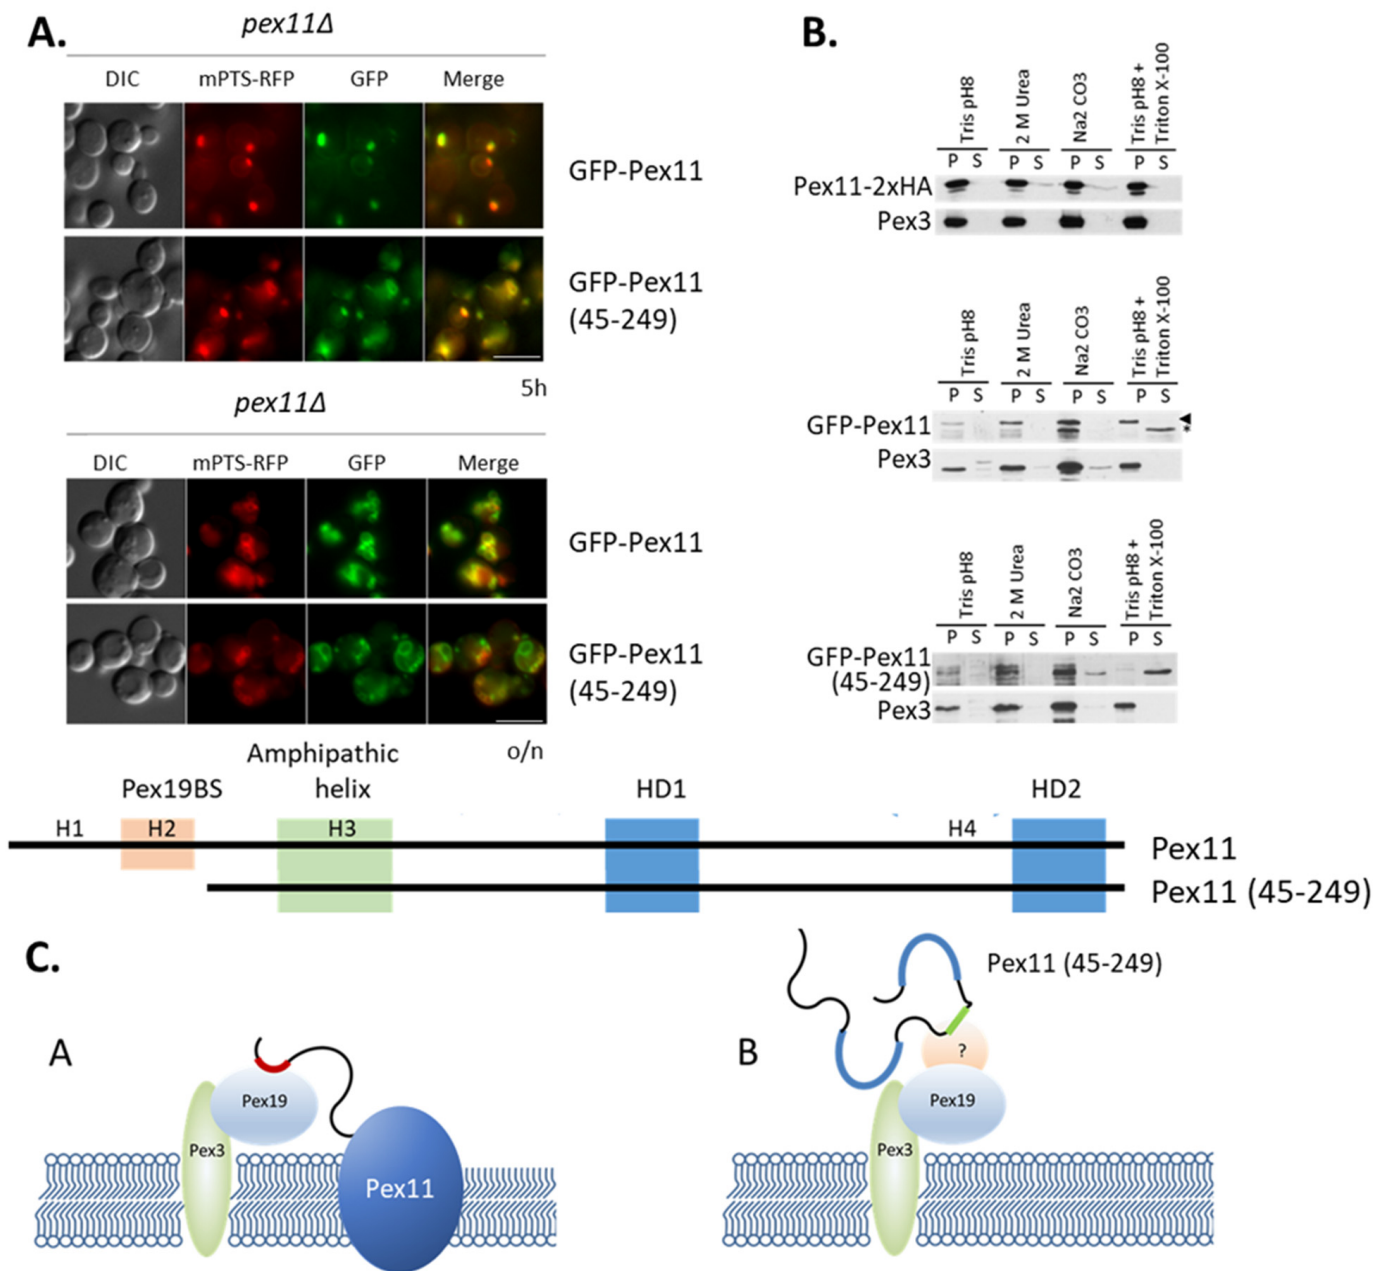 A.
pex11Δ
DIC mPTS-RFP GFP Merge
GFP-Pex11
GFP-Pex11
(45-249)
5h
pex11Δ
DIC mPTS-RFP GFP Merge
GFP-Pex11
GFP-Pex11
(45-249)
o/n
B.
Tris pH8
2 M Urea
Na2 CO3
Tris pH8 +
Triton X-100
P S P S P S P S
Pex11-2xHA
Pex3
Tris pH8
2 M Urea
Na2 CO3
Tris pH8 +
Triton X-100
P S P S P S P S
GFP-Pex11
*
Pex3
Tris pH8
2 M Urea
Na2 CO3
Tris pH8 +
Triton X-100
P S P S P S P S
GFP-Pex11
(45-249)
Pex3
Amphipathic
Pex19BS helix HD1 HD2
H1 H2 H3 H4
Pex11
Pex11 (45-249)
C.
A
Pex19
Pex3
Pex11
Pex11 (45-249)
B
?
Pex19
Pex3